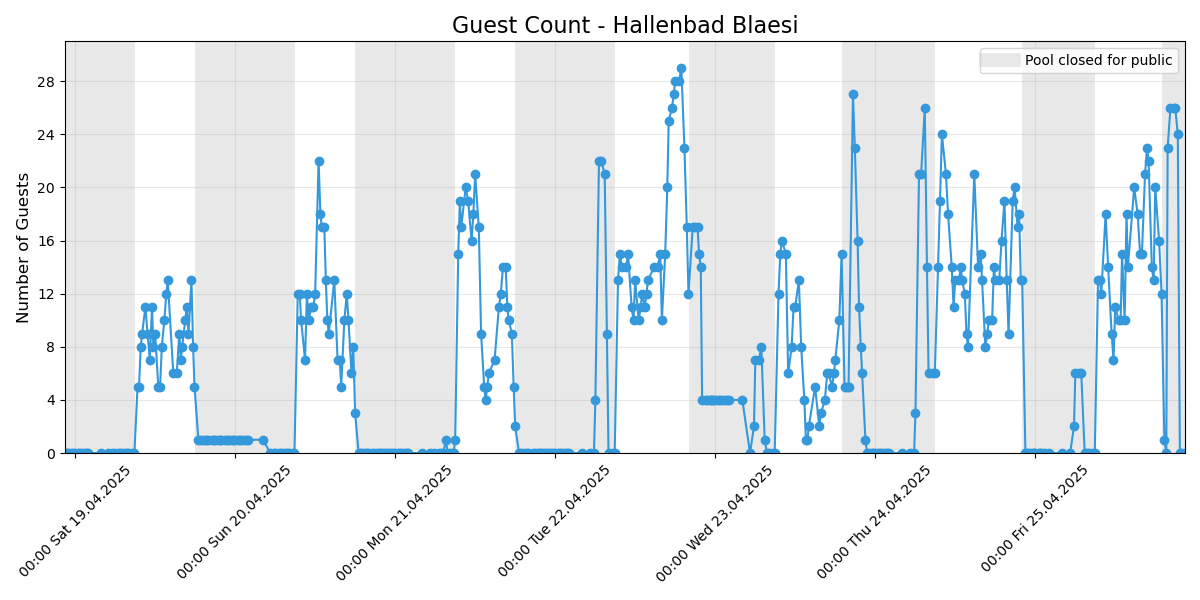 Guest Count - Hallenbad Blaesi
Pool closed for public
Number of Guests
28
24
20
16
12
8
4
0
00:00 Sat 19.04.2025
00:00 Sun 20.04.2025
00:00 Mon 21.04.2025
00:00 Tue 22.04.2025
00:00 Wed 23.04.2025
00:00 Thu 24.04.2025
00:00 Fri 25.04.2025